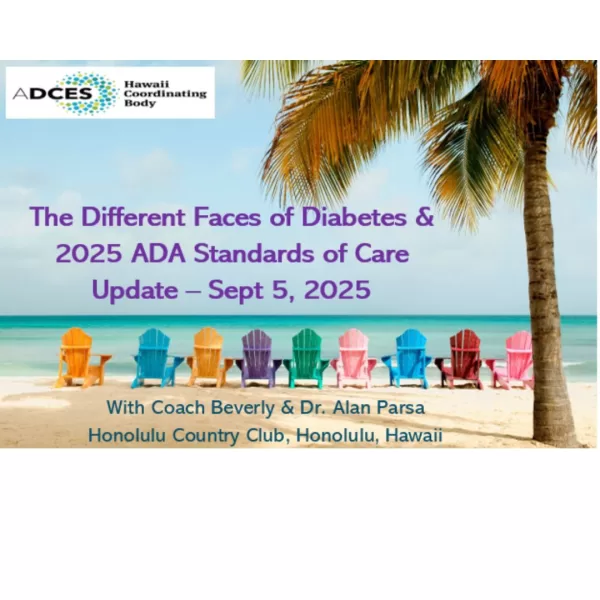 ADCES
Hawaii
Coordinating
Body
The Different Faces of Diabetes &
2025 ADA Standards of Care
Update – Sept 5, 2025
With Coach Beverly & Dr. Alan Parsa
Honolulu Country Club, Honolulu, Hawaii